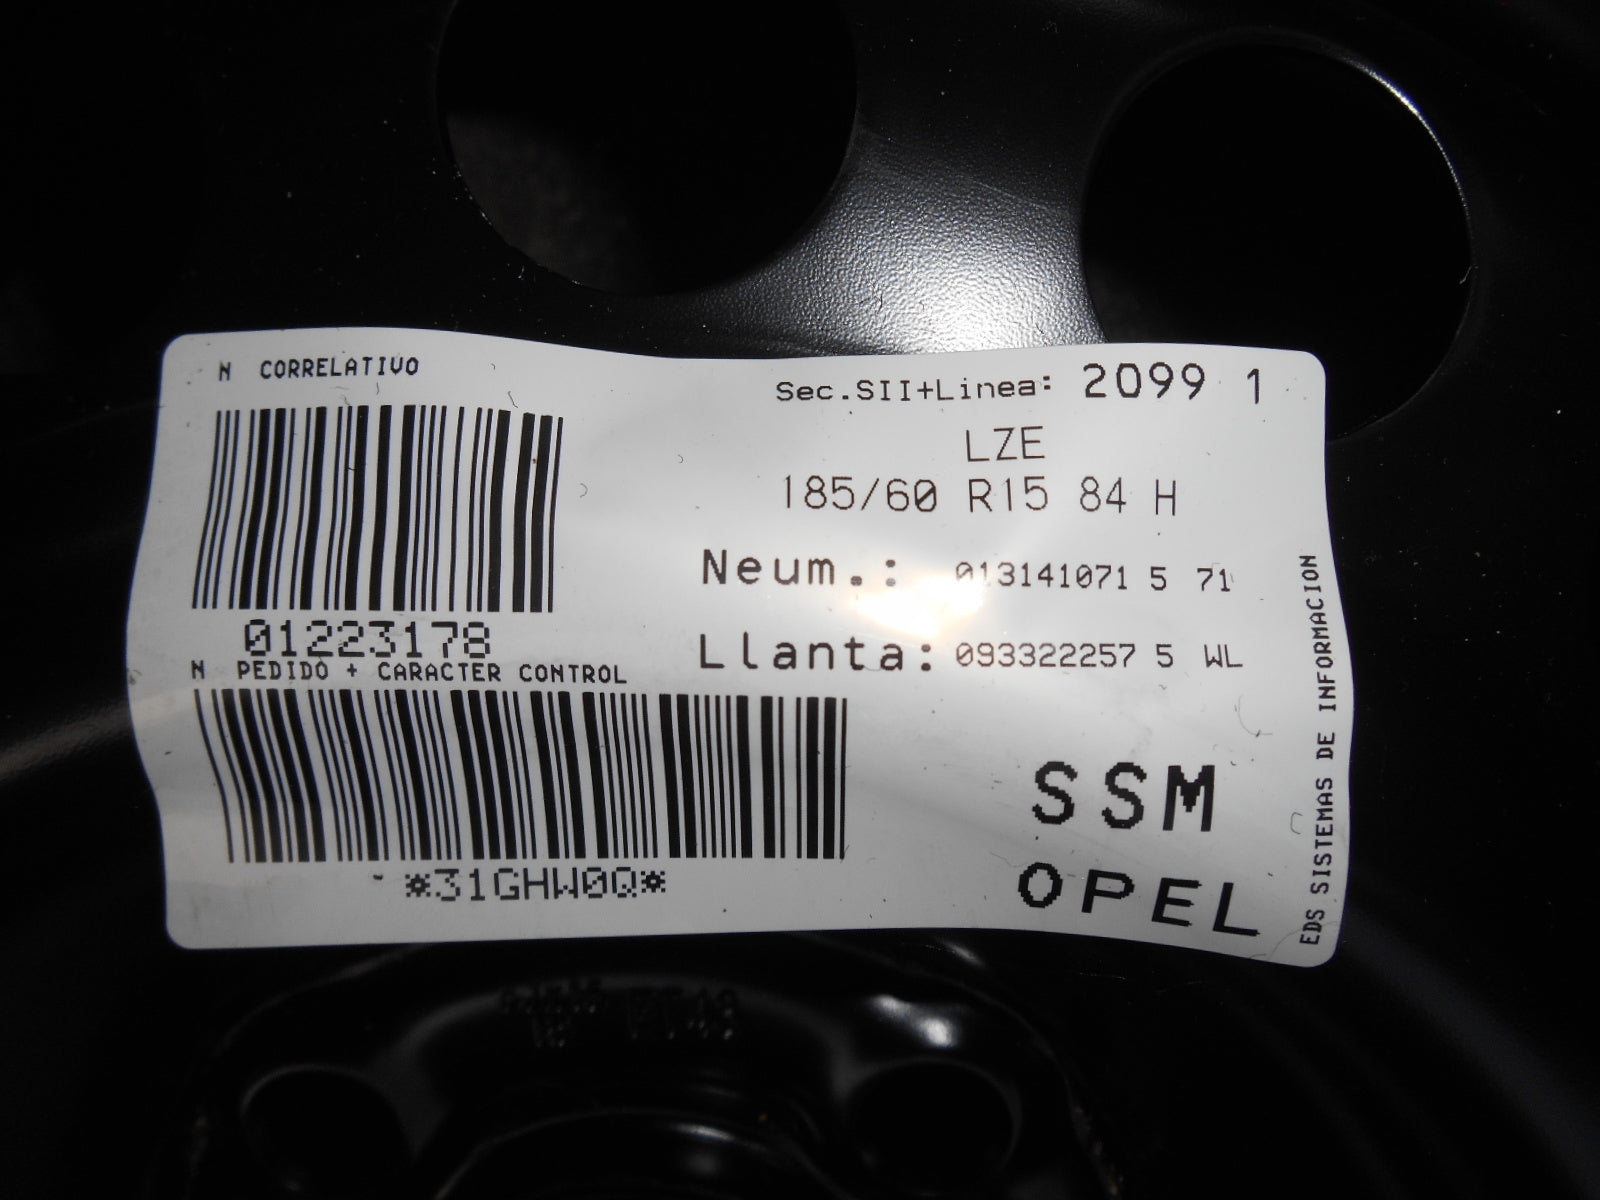 N CORRELATIVO
01223178
N PEDIDO + CARACTER CONTROL
*31GHW0Q*
Sec.SII+Linea: 2099 1
LZE
185/60 R15 84 H
Neum.: 013141071 5 71
Llanta: 093322257 5 WL
SSM
OPEL
EDS SISTEMAS DE INFORMACION